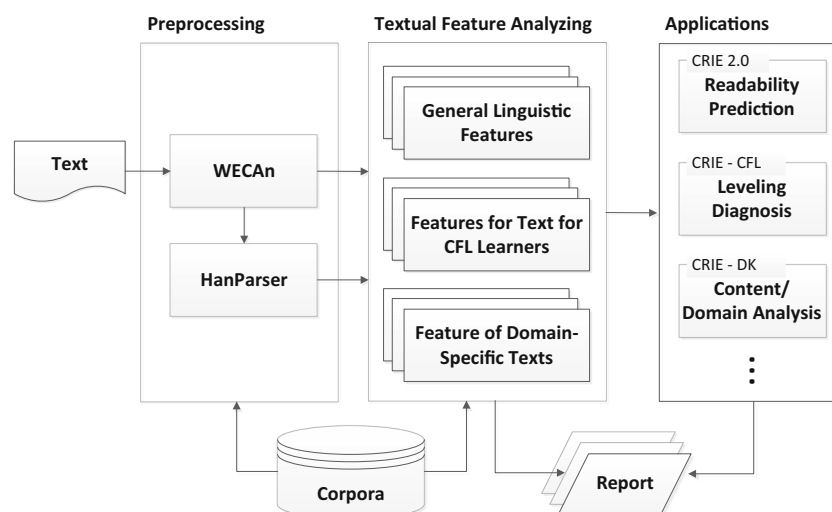 Preprocessing
Textual Feature Analyzing
Applications
Text
WECAn
HanParser
General Linguistic
Features
Features for Text for
CFL Learners
Feature of Domain-
Specific Texts
CRIE 2.0
Readability
Prediction
CRIE - CFL
Leveling
Diagnosis
CRIE - DK
Content/
Domain Analysis
Corpora
Report